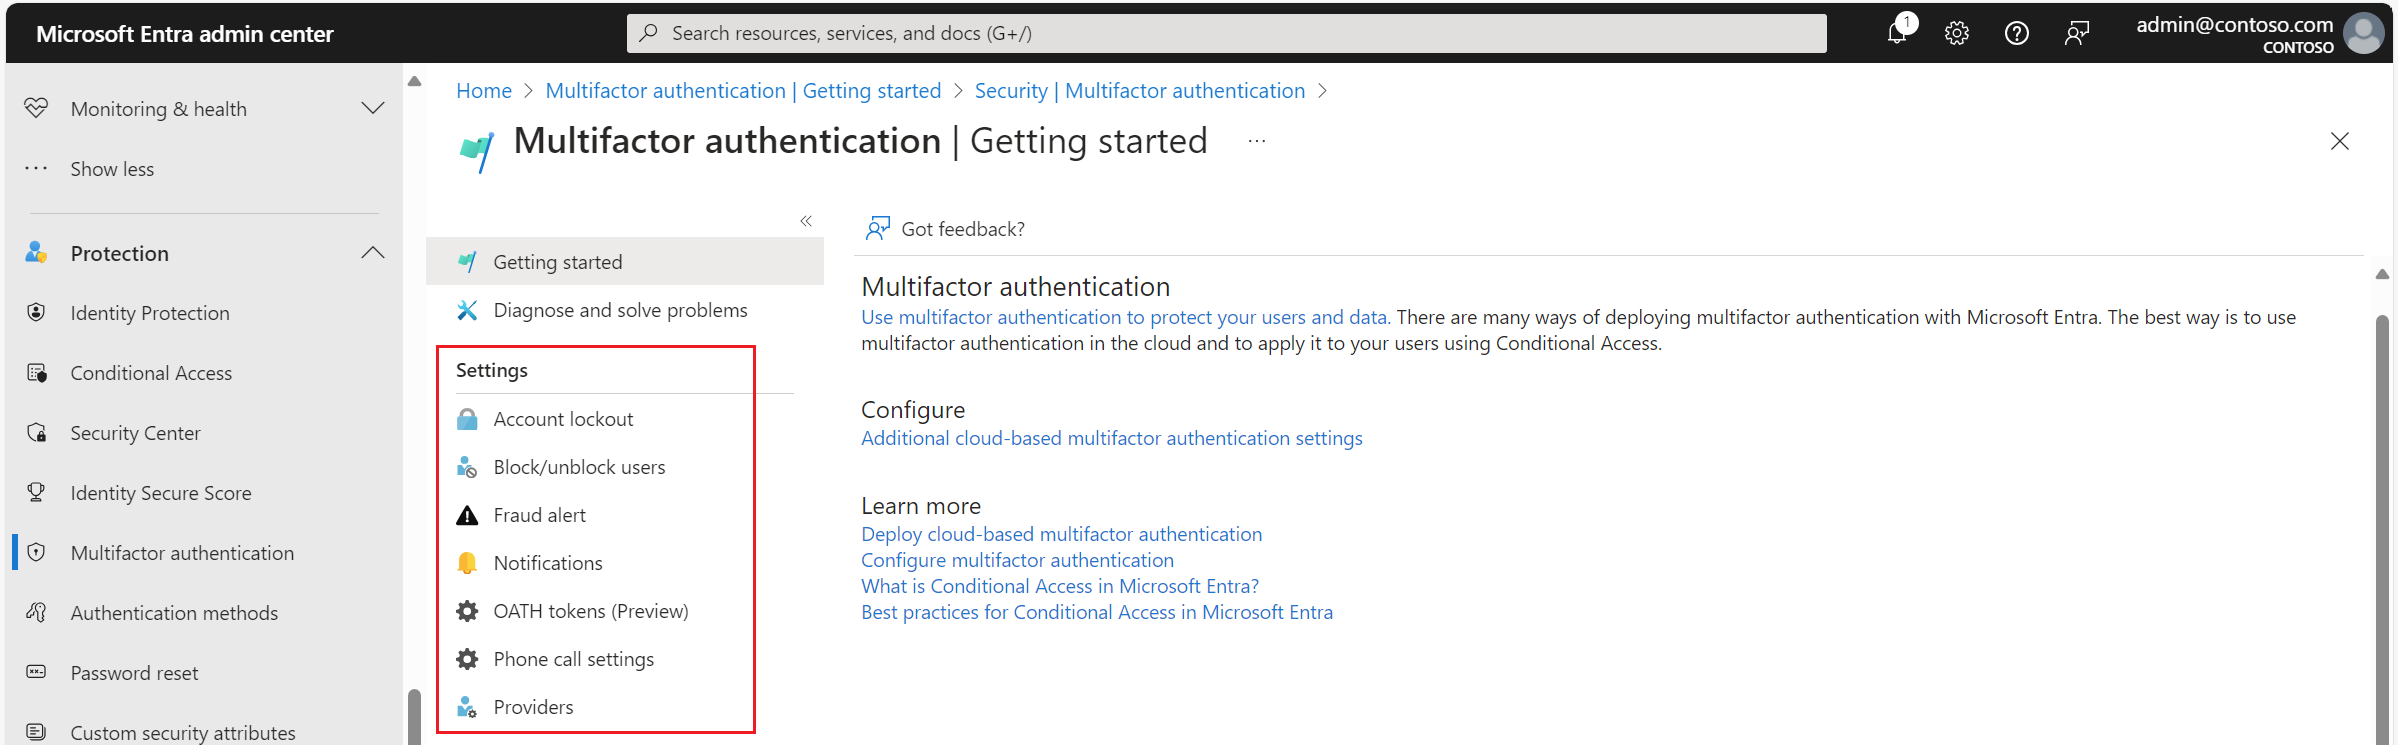 Microsoft Entra admin center
Search resources, services, and docs (G+/)
1
admin@contoso.com
CONTOSO
Monitoring & health
Show less
Protection
Identity Protection
Conditional Access
Security Center
Identity Secure Score
Multifactor authentication
Authentication methods
Password reset
Custom security attributes
Home > Multifactor authentication | Getting started > Security | Multifactor authentication >
Multifactor authentication | Getting started ...
Getting started
Diagnose and solve problems
Settings
Account lockout
Block/unblock users
Fraud alert
Notifications
OATH tokens (Preview)
Phone call settings
Providers
Got feedback?
Multifactor authentication
Use multifactor authentication to protect your users and data. There are many ways of deploying multifactor authentication with Microsoft Entra. The best way is to use
multifactor authentication in the cloud and to apply it to your users using Conditional Access.
Configure
Additional cloud-based multifactor authentication settings
Learn more
Deploy cloud-based multifactor authentication
Configure multifactor authentication
What is Conditional Access in Microsoft Entra?
Best practices for Conditional Access in Microsoft Entra